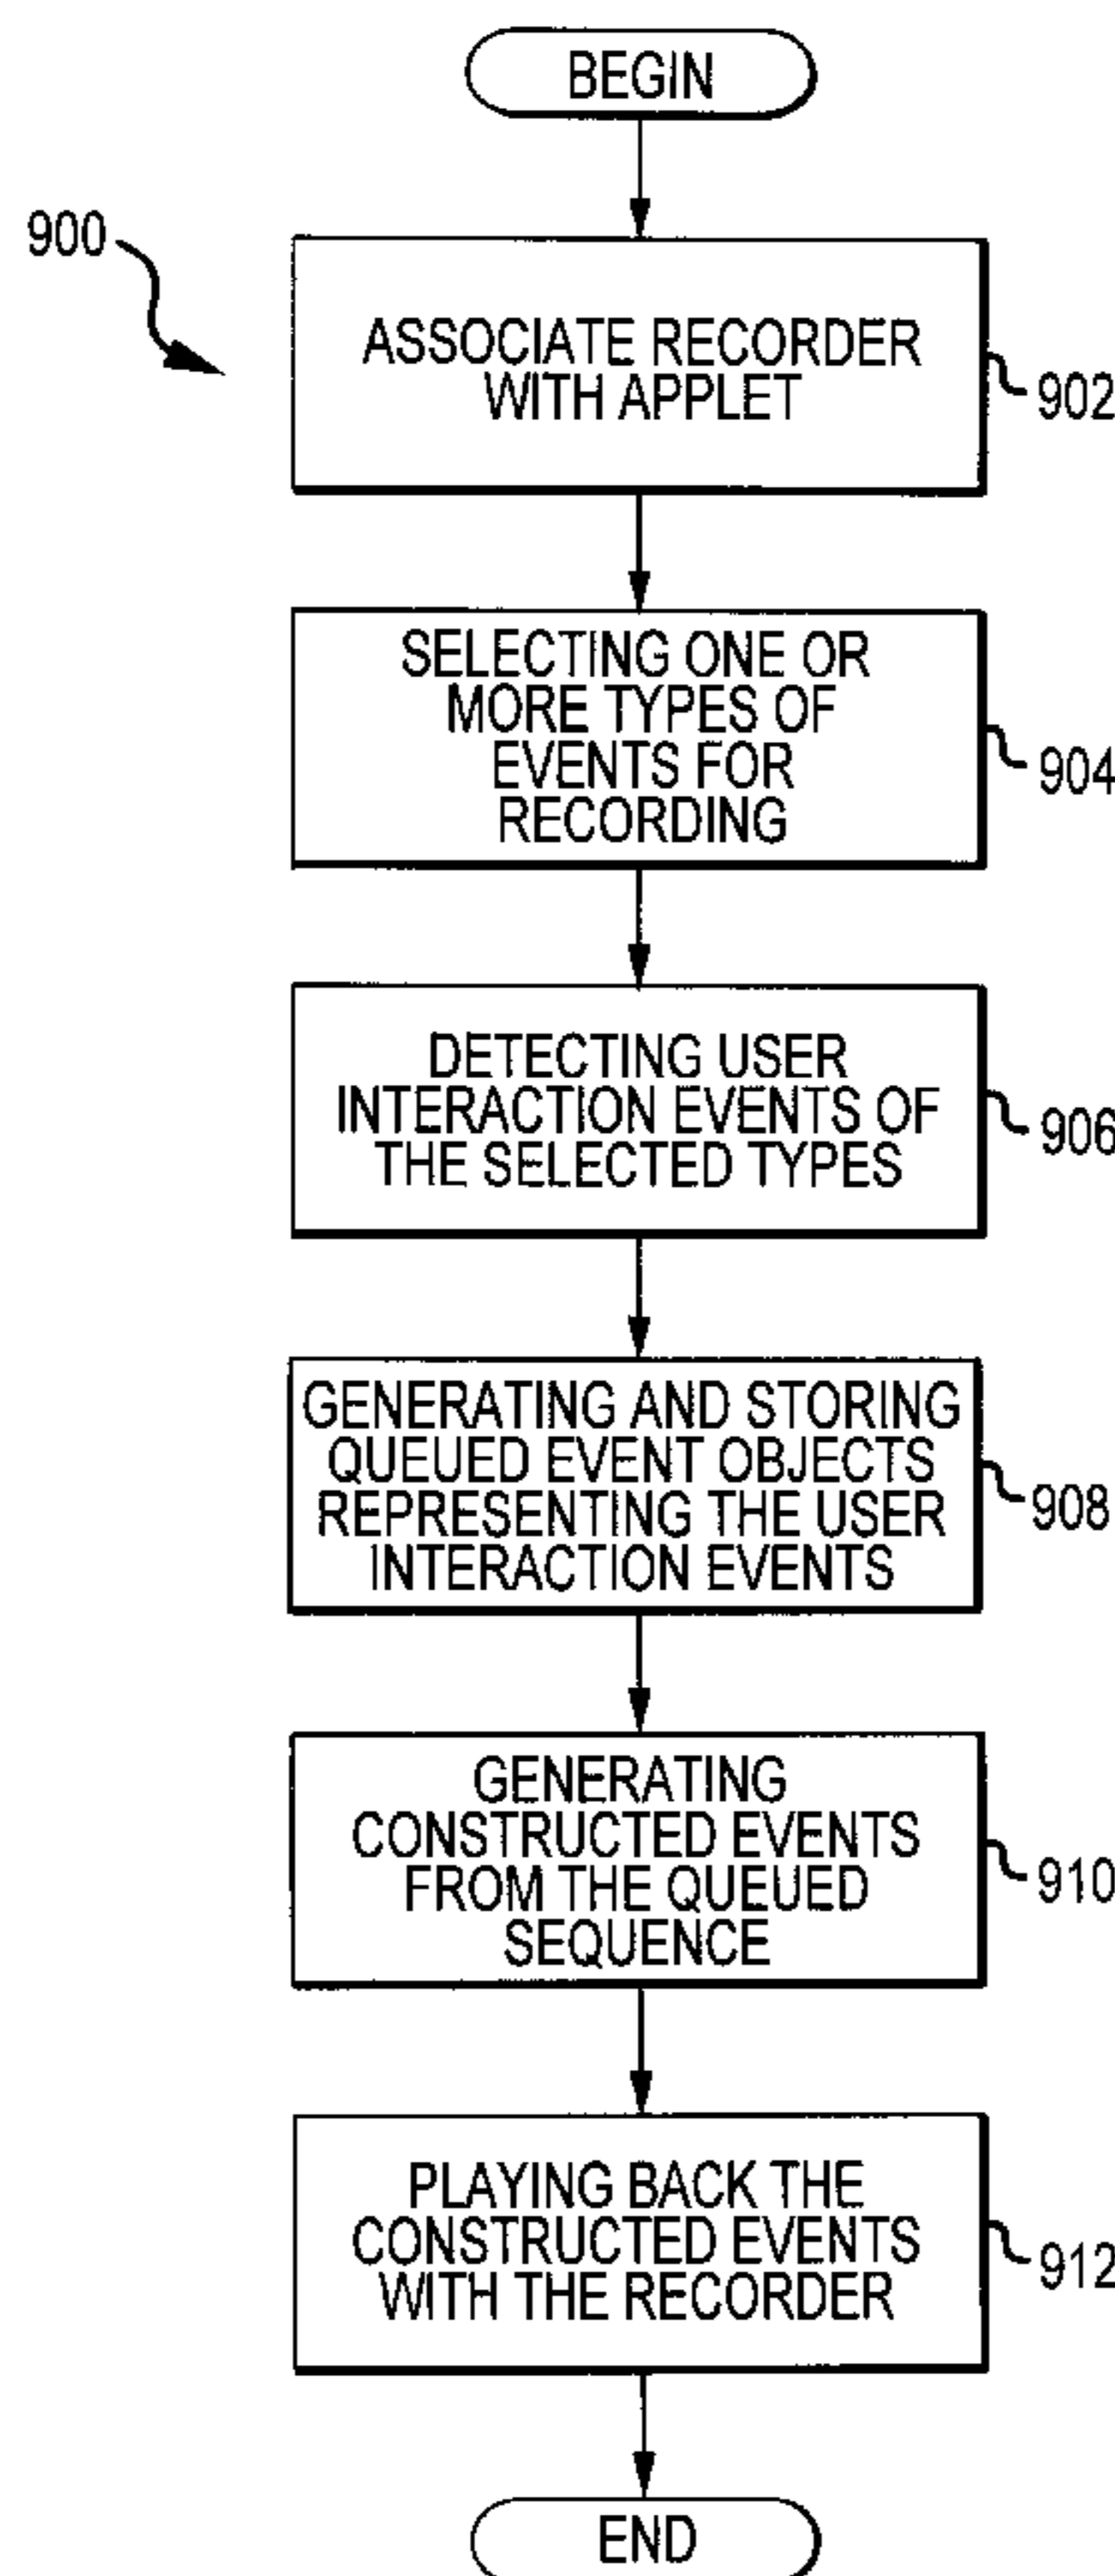 BEGIN
900
ASSOCIATE RECORDER
WITH APPLET
902
SELECTING ONE OR
MORE TYPES OF
EVENTS FOR
RECORDING
904
DETECTING USER
INTERACTION EVENTS OF
THE SELECTED TYPES
906
GENERATING AND STORING
QUEUED EVENT OBJECTS
REPRESENTING THE USER
INTERACTION EVENTS
908
GENERATING
CONSTRUCTED EVENTS
FROM THE QUEUED
SEQUENCE
910
PLAYING BACK THE
CONSTRUCTED EVENTS
WITH THE RECORDER
912
END